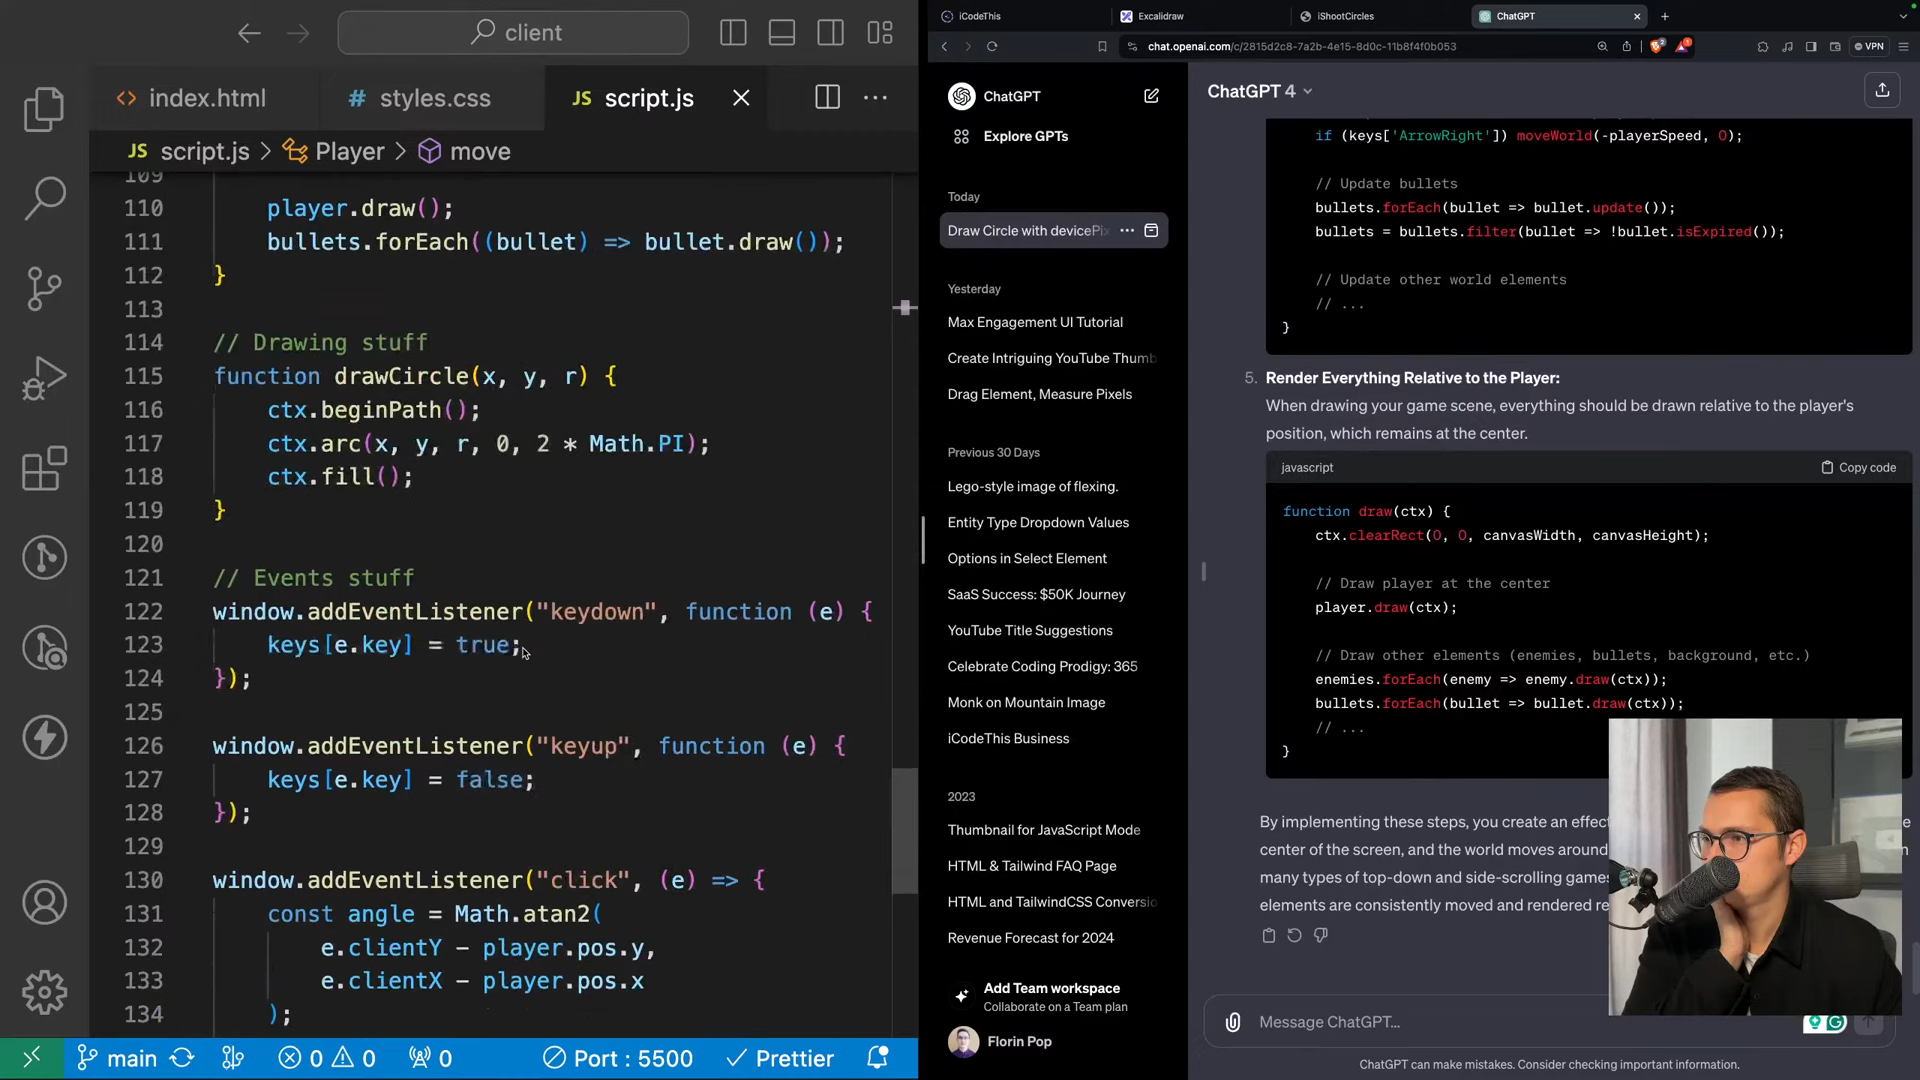 client
index.html
# styles.css
JS script.js
JS script.js > Player > move
109
110 player.draw();
111 bullets.forEach((bullet) => bullet.draw());
112 }
113
114 // Drawing stuff
115 function drawCircle(x, y, r) {
116 ctx.beginPath();
117 ctx.arc(x, y, r, 0, 2 * Math.PI);
118 ctx.fill();
119 }
120
121 // Events stuff
122 window.addEventListener("keydown", function (e) {
123 keys[e.key] = true;
124 });
125
126 window.addEventListener("keyup", function (e) {
127 keys[e.key] = false;
128 });
129
130 window.addEventListener("click", (e) => {
131 const angle = Math.atan2(
132 e.clientY - player.pos.y,
133 e.clientX - player.pos.x
134 );
main
0 0
0
Port : 5500
Prettier
iCodeThis
Excalidraw
iShootCircles
ChatGPT
chat.openai.com/c/2815d2c8-7a2b-4e15-8d0c-11b8f4f0b053
VPN
ChatGPT
Explore GPTs
Today
Draw Circle with devicePix
Yesterday
Max Engagement UI Tutorial
Create Intriguing YouTube Thumb
Drag Element, Measure Pixels
Previous 30 Days
Lego-style image of flexing.
Entity Type Dropdown Values
Options in Select Element
SaaS Success: $50K Journey
YouTube Title Suggestions
Celebrate Coding Prodigy: 365
Monk on Mountain Image
iCodeThis Business
2023
Thumbnail for JavaScript Mode
HTML & Tailwind FAQ Page
HTML and TailwindCSS Conversio
Revenue Forecast for 2024
Add Team workspace
Collaborate on a Team plan
Florin Pop
ChatGPT 4
if (keys['ArrowRight']) moveWorld(-playerSpeed, 0);
// Update bullets
bullets.forEach(bullet => bullet.update());
bullets = bullets.filter(bullet => !bullet.isExpired());
// Update other world elements
// ...
}
5. Render Everything Relative to the Player:
When drawing your game scene, everything should be drawn relative to the player's
position, which remains at the center.
javascript
Copy code
function draw(ctx) {
ctx.clearRect(0, 0, canvasWidth, canvasHeight);
// Draw player at the center
player.draw(ctx);
// Draw other elements (enemies, bullets, background, etc.)
enemies.forEach(enemy => enemy.draw(ctx));
bullets.forEach(bullet => bullet.draw(ctx));
// ...
}
By implementing these steps, you create an effect
center of the screen, and the world moves around
many types of top-down and side-scrolling games
elements are consistently moved and rendered re
Message ChatGPT...
ChatGPT can make mistakes. Consider checking important information.